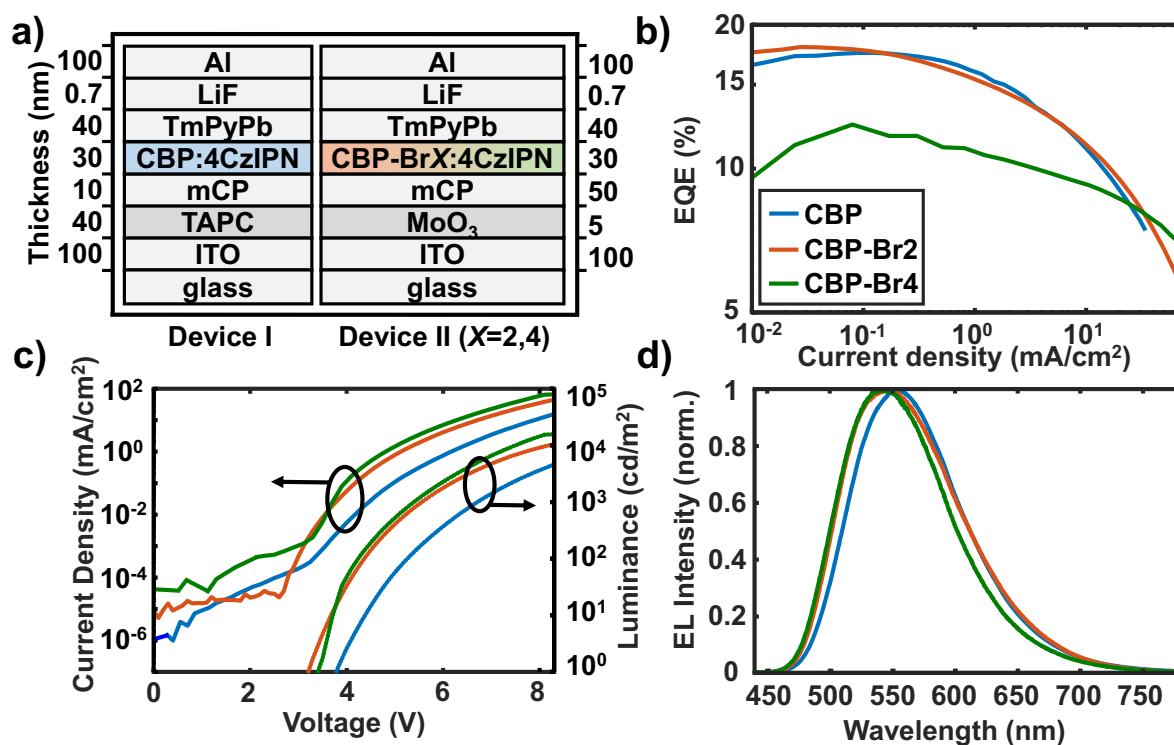 a)
Thickness (nm)
100
0.7
40
30
10
40
100
Al
LiF
TmPyPb
CBP:4CzIPN
mCP
TAPC
ITO
glass
Device I
Al
LiF
TmPyPb
CBP-BrX:4CzIPN
mCP
MoO₃
ITO
glass
Device II (X=2,4)
100
0.7
40
30
50
5
100
b)
EQE (%)
20
15
10
5
CBP
CBP-Br2
CBP-Br4
10⁻² 10⁻¹ 10⁰ 10¹
Current density (mA/cm²)
c)
Current Density (mA/cm²)
10²
10⁰
10⁻²
10⁻⁴
10⁻⁶
0 2 4 6 8
Voltage (V)
10⁵
10⁴
10³
10²
10¹
10⁰
Luminance (cd/m²)
d)
EL Intensity (norm.)
1
0.8
0.6
0.4
0.2
0
450 500 550 600 650 700 750
Wavelength (nm)